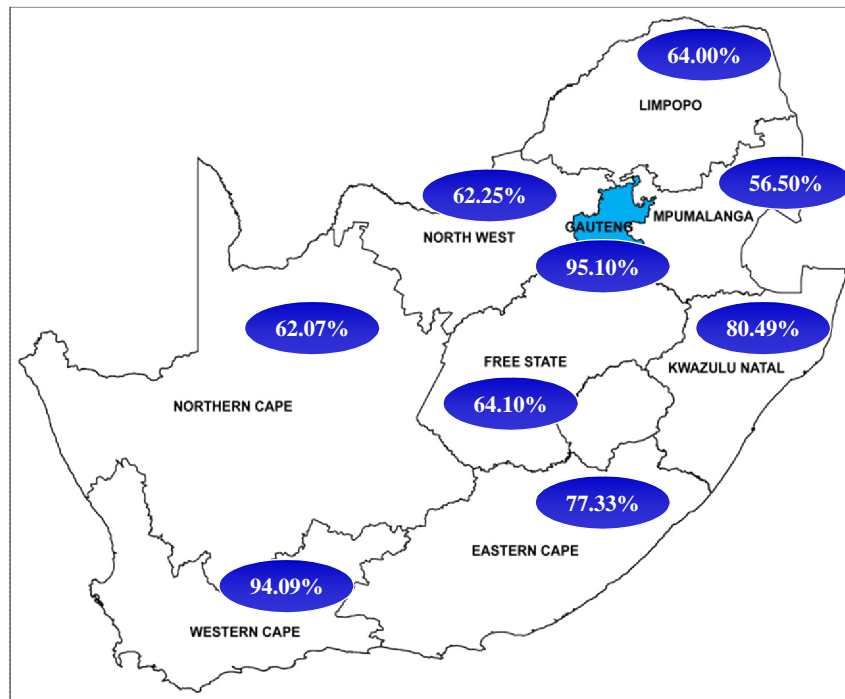 64.00%
LIMPOPO
56.50%
62.25%
MPUMALANGA
GAUTENG
NORTH WEST
95.10%
62.07%
80.49%
FREE STATE
KWAZULU NATAL
NORTHERN CAPE
64.10%
77.33%
EASTERN CAPE
94.09%
WESTERN CAPE